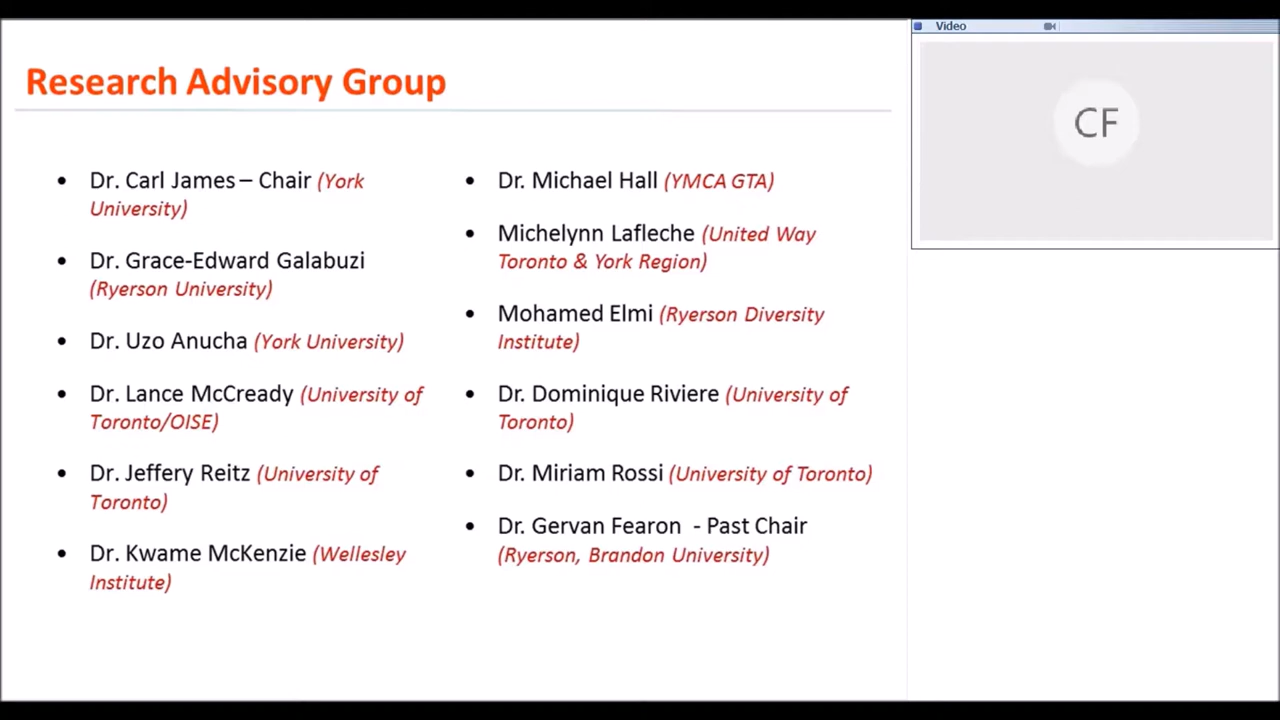 Research Advisory Group
• Dr. Carl James – Chair (York
University)
• Dr. Grace-Edward Galabuzi
(Ryerson University)
• Dr. Uzo Anucha (York University)
• Dr. Lance McCready (University of
Toronto/OISE)
• Dr. Jeffery Reitz (University of
Toronto)
• Dr. Kwame McKenzie (Wellesley
Institute)
• Dr. Michael Hall (YMCA GTA)
• Michelynn Lafleche (United Way
Toronto & York Region)
• Mohamed Elmi (Ryerson Diversity
Institute)
• Dr. Dominique Riviere (University of
Toronto)
• Dr. Miriam Rossi (University of Toronto)
• Dr. Gervan Fearon - Past Chair
(Ryerson, Brandon University)
Video
CF